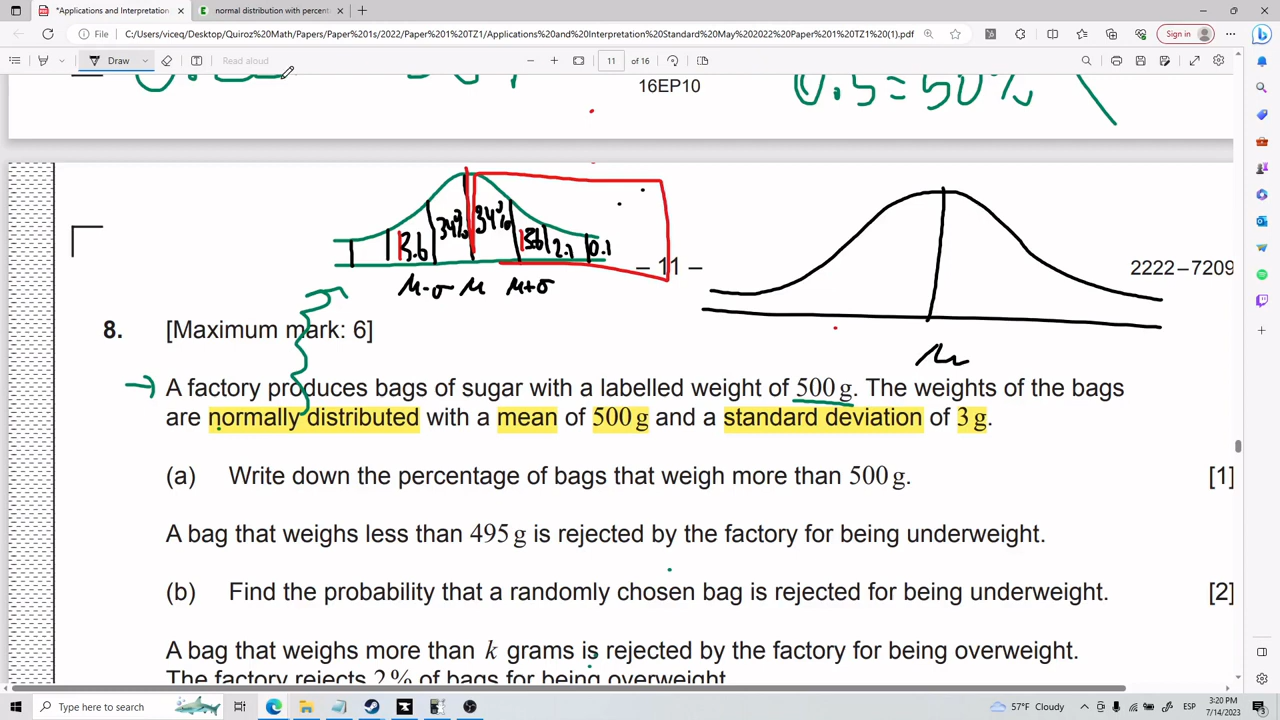 *Applications and Interpretation
normal distribution with percent
File
C:/Users/viceq/Desktop/Quiroz%20Math/Papers/Paper%201s/2022/Paper%201%20TZ1/Applications%20and%20Interpretation%20Standard%20May%202022%20Paper%201%20TZ1%20(1).pdf
Sign in
Draw
Read aloud
11
of 16
16EP10
0.5=50%
3.6
34%
34%
2.1
0.1
μ-σ
μ
μ+σ
– 11 –
2222–7209
μ
8.
[Maximum mark: 6]
A factory produces bags of sugar with a labelled weight of 500 g. The weights of the bags
are normally distributed with a mean of 500 g and a standard deviation of 3 g.
(a) Write down the percentage of bags that weigh more than 500 g. [1]
A bag that weighs less than 495 g is rejected by the factory for being underweight.
(b) Find the probability that a randomly chosen bag is rejected for being underweight. [2]
A bag that weighs more than k grams is rejected by the factory for being overweight.
The factory rejects 2% of bags for being overweight
Type here to search
57°F Cloudy
ESP
3:20 PM
7/14/2023